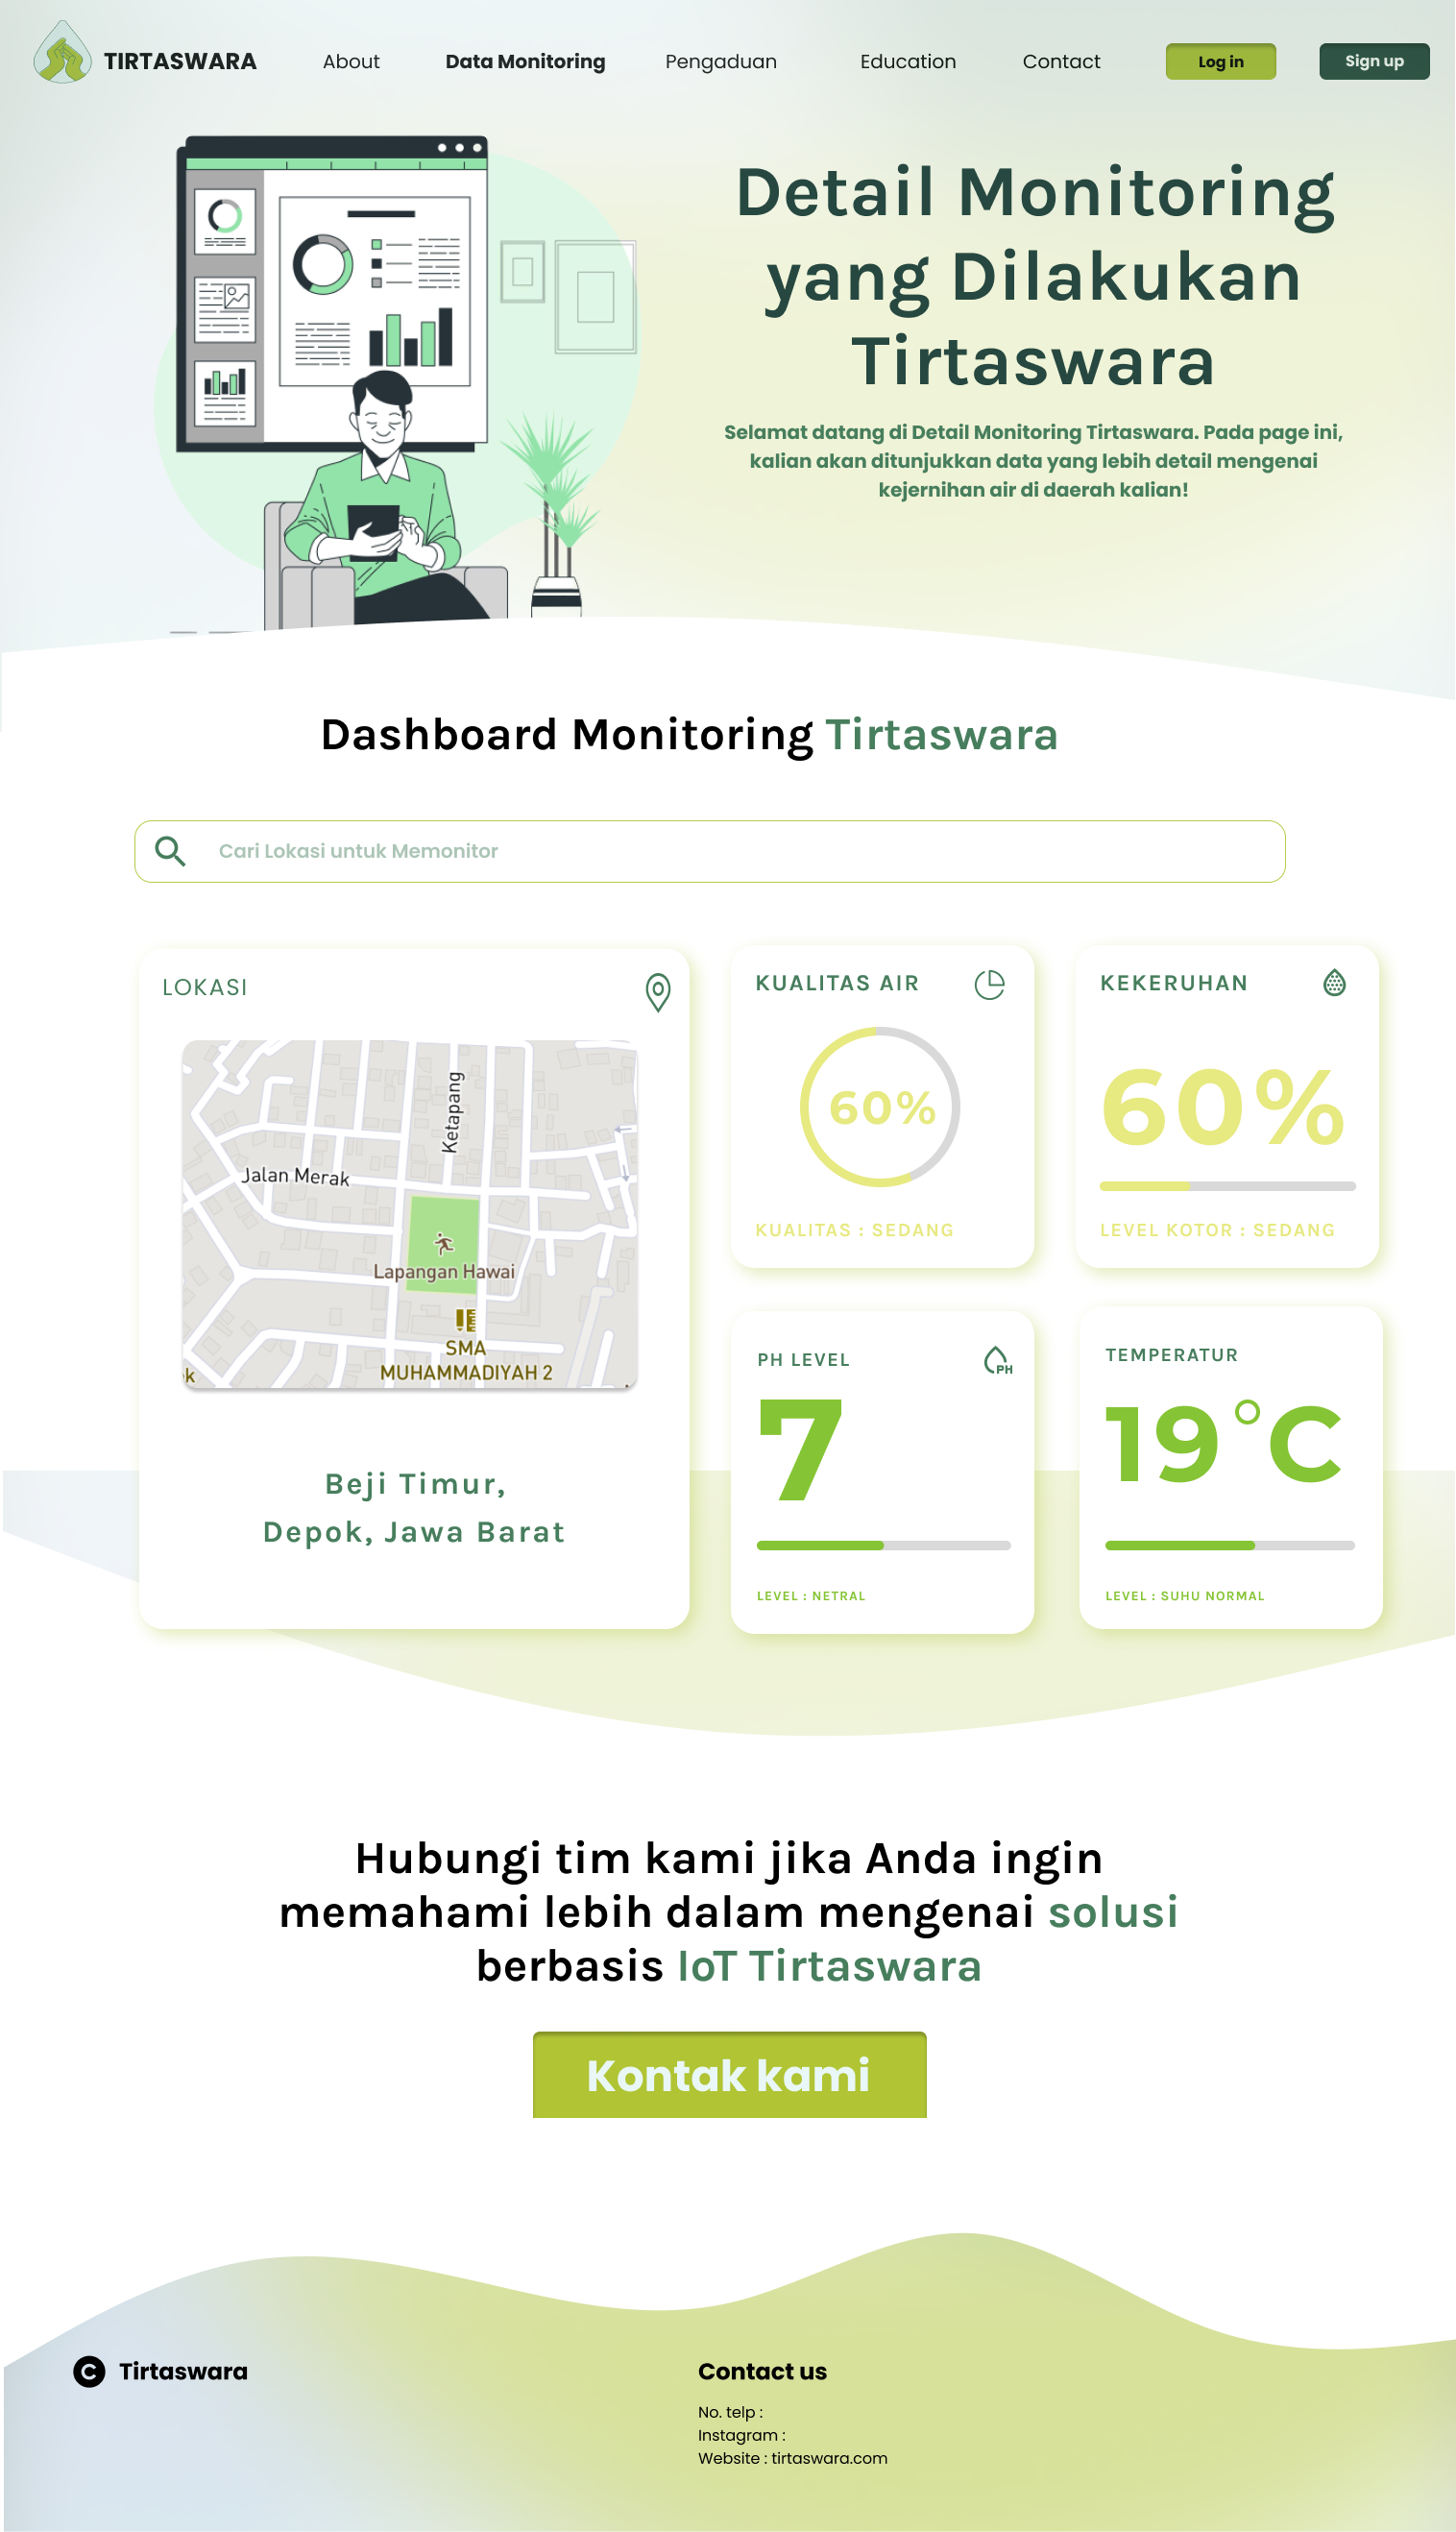 TIRTASWARA
About
Data Monitoring
Pengaduan
Education
Contact
Log in
Sign up
Detail Monitoring
yang Dilakukan
Tirtaswara
Selamat datang di Detail Monitoring Tirtaswara. Pada page ini,
kalian akan ditunjukkan data yang lebih detail mengenai
kejernihan air di daerah kalian!
Dashboard Monitoring Tirtaswara
Cari Lokasi untuk Memonitor
LOKASI
Ketapang
Jalan Merak
Lapangan Hawai
SMA
MUHAMMADIYAH 2
k
Beji Timur,
Depok, Jawa Barat
KUALITAS AIR
60%
KUALITAS : SEDANG
KEKERUHAN
60%
LEVEL KOTOR : SEDANG
PH LEVEL
PH
7
LEVEL : NETRAL
TEMPERATUR
19°C
LEVEL : SUHU NORMAL
Hubungi tim kami jika Anda ingin
memahami lebih dalam mengenai solusi
berbasis IoT Tirtaswara
Kontak kami
C Tirtaswara
Contact us
No. telp :
Instagram :
Website : tirtaswara.com